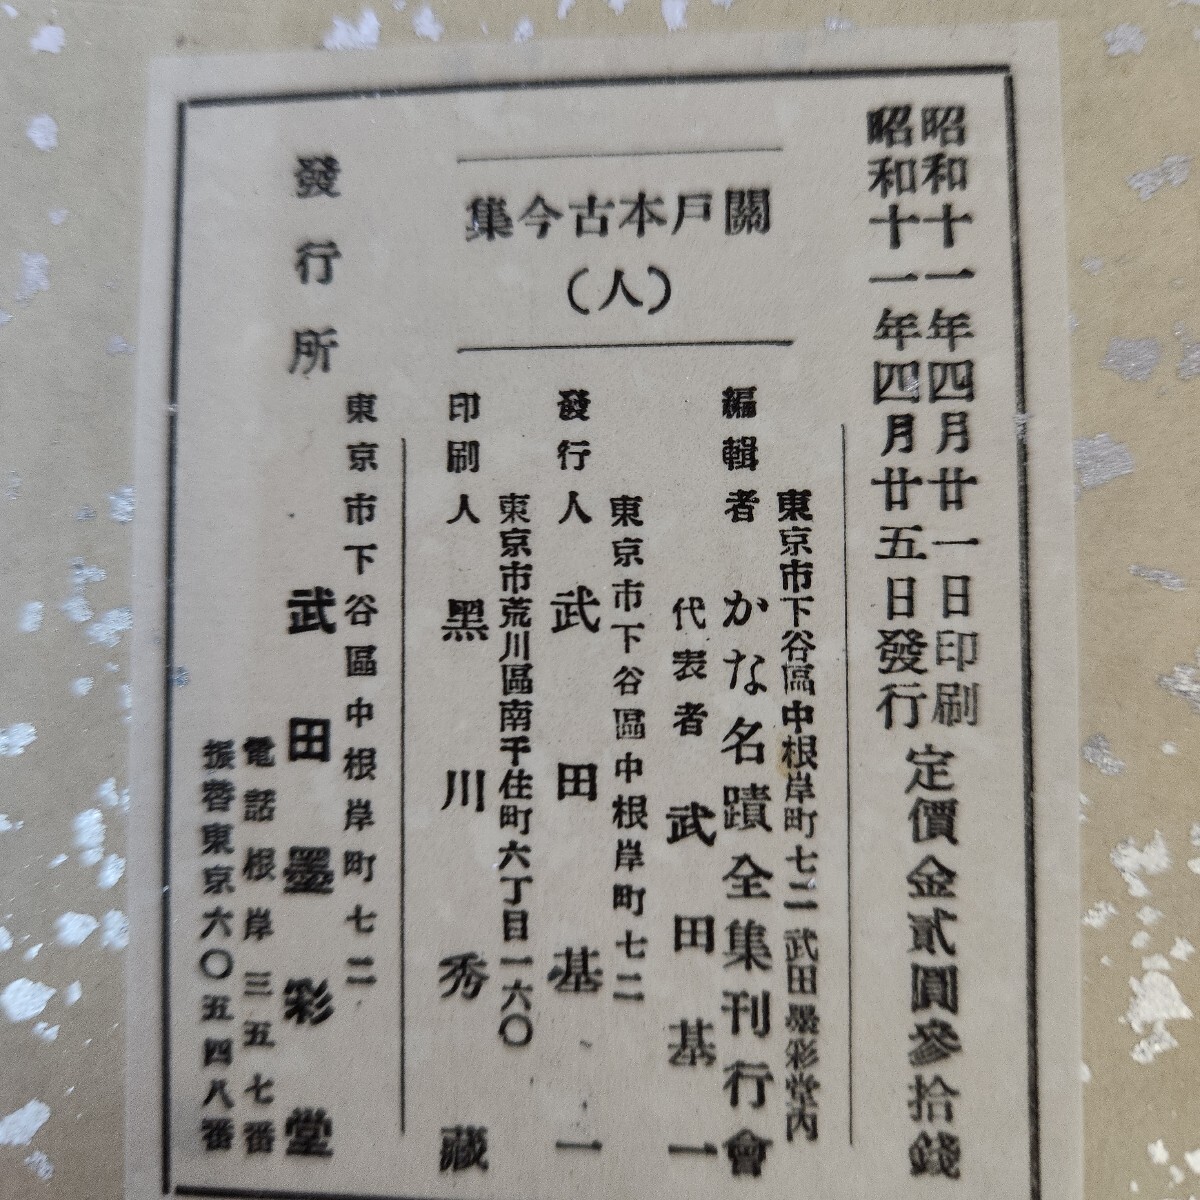 昭和十一年四月廿一日印刷
昭和十一年四月廿五日發行
定價金貳圓參拾錢
關戸本古今集
（人）
東京市下谷區中根岸町七二武田墨彩堂内
編輯者 かな名蹟全集刊行會
代表者 武田基一
東京市下谷區中根岸町七二
發行人 武田基一
東京市荒川區南千住町六丁目一六〇
印刷人 黑川秀藏
東京市下谷區中根岸町七二
發行所 武田墨彩堂
電話根岸三五七番
振替東京六〇五四八番